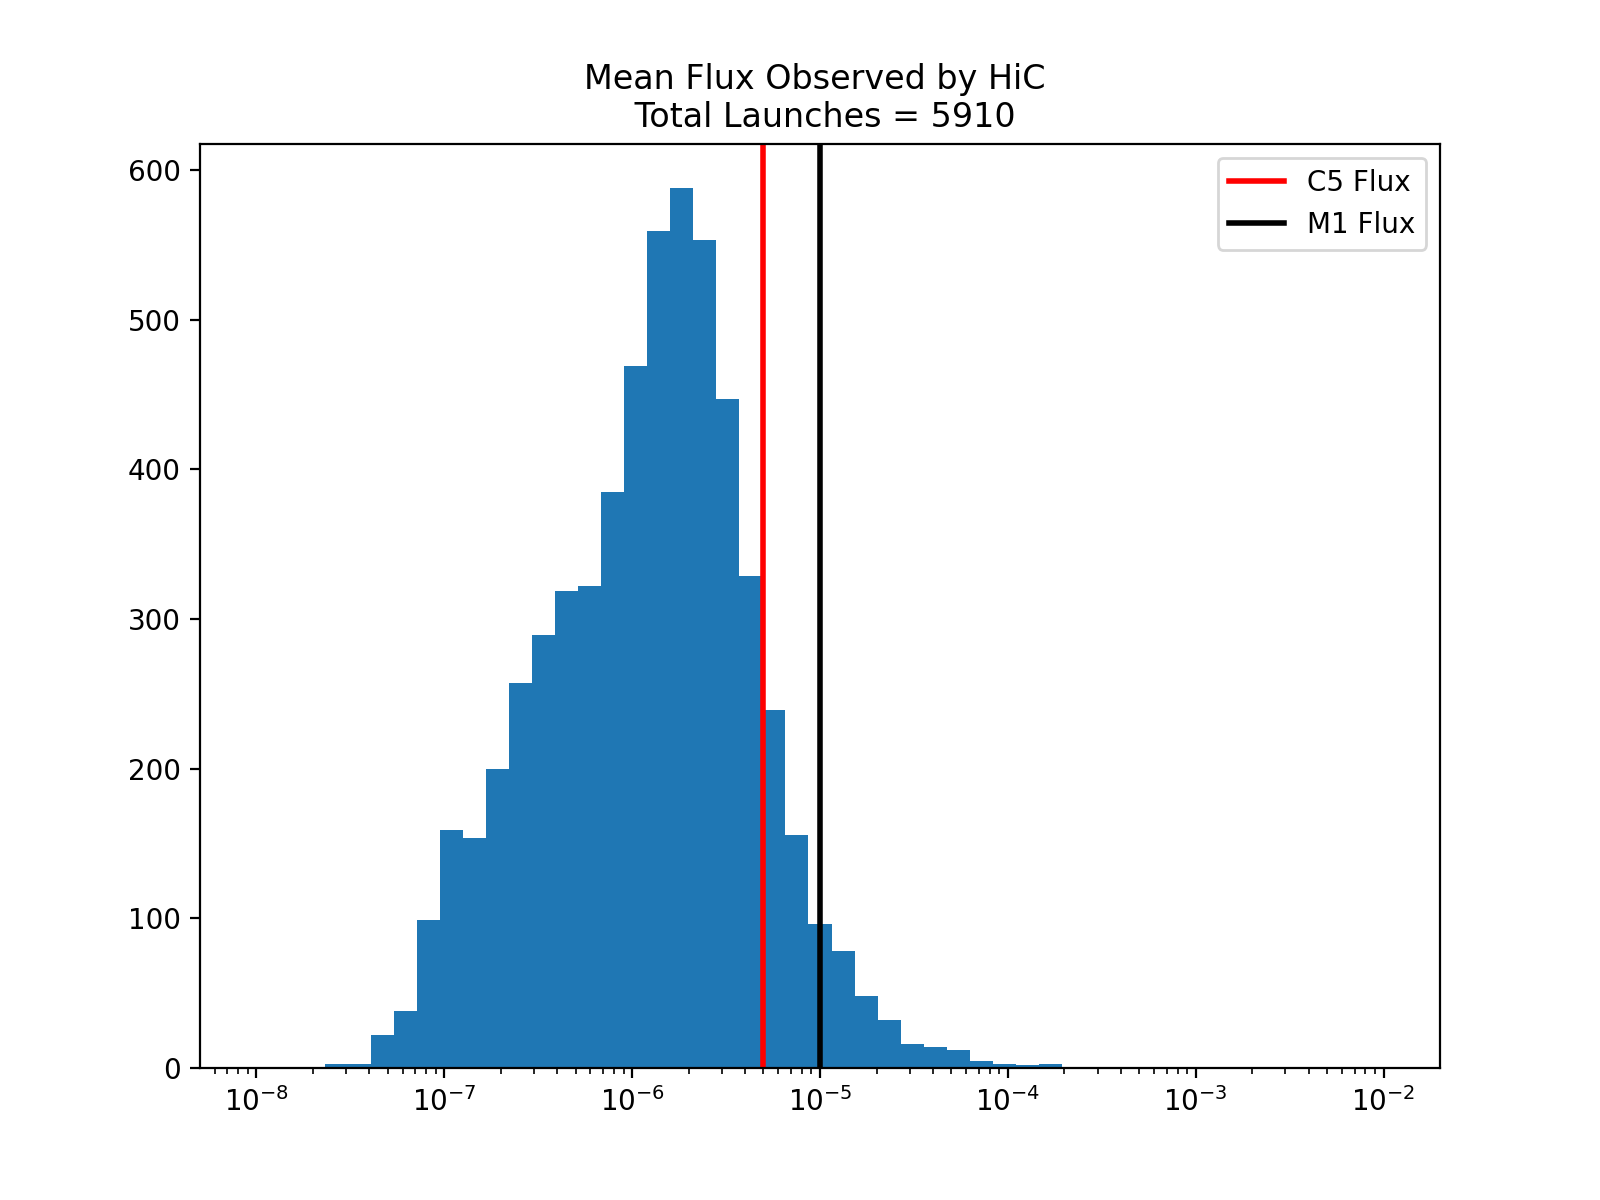 Mean Flux Observed by HiC
Total Launches = 5910
C5 Flux
M1 Flux
600
500
400
300
200
100
0
10⁻⁸ 10⁻⁷ 10⁻⁶ 10⁻⁵ 10⁻⁴ 10⁻³ 10⁻²